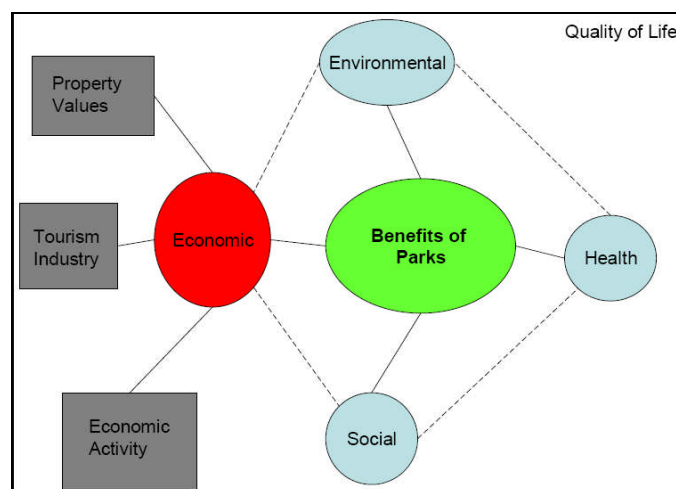 Quality of Life
Environmental
Property
Values
Tourism
Industry
Economic
Benefits of
Parks
Health
Economic
Activity
Social